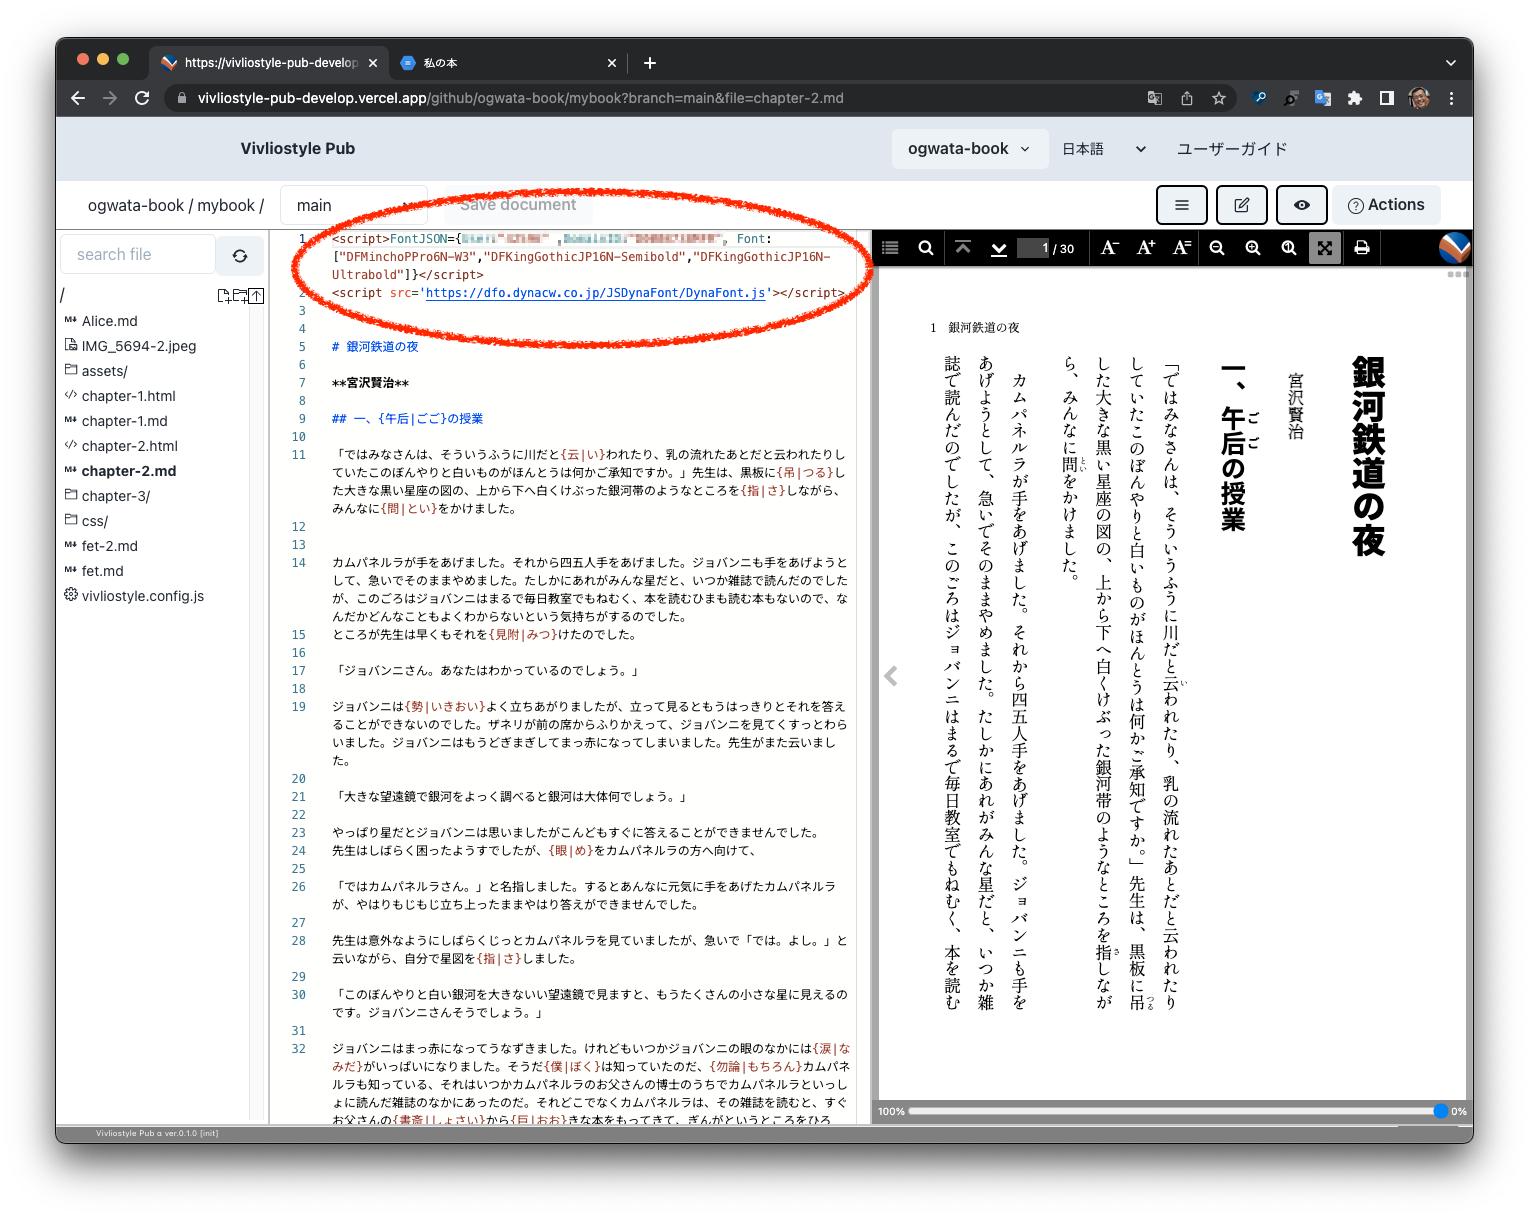 https://vivliostyle-pub-develop
私の本
vivliostyle-pub-develop.vercel.app/github/ogwata-book/mybook?branch=main&file=chapter-2.md
Vivliostyle Pub
ogwata-book
日本語
ユーザーガイド
ogwata-book / mybook /
main
Save document
Actions
search file
/
Alice.md
IMG_5694-2.jpeg
assets/
chapter-1.html
chapter-1.md
chapter-2.html
chapter-2.md
chapter-3/
css/
fet-2.md
fet.md
vivliostyle.config.js
1 <script>FontJSON={ , Font:
["DFMinchoPPro6N-W3","DFKingGothicJP16N-Semibold","DFKingGothicJP16N-
Ultrabold"]}</script>
2 <script src='https://dfo.dynacw.co.jp/JSDynaFont/DynaFont.js'></script>
3
4
5 # 銀河鉄道の夜
6
7 **宮沢賢治**
8
9 ## 一、{午后|ごご}の授業
10
11 「ではみなさんは、そういうふうに川だと{云|い}われたり、乳の流れたあとだと云われたりし
ていたこのぼんやりと白いものがほんとうは何かご承知ですか。」先生は、黒板に{吊|つる}し
た大きな黒い星座の図の、上から下へ白くけぶった銀河帯のようなところを{指|さ}しながら、
みんなに{問|とい}をかけました。
12
13
14 カムパネルラが手をあげました。それから四五人手をあげました。ジョバンニも手をあげようと
して、急いでそのままやめました。たしかにあれがみんな星だと、いつか雑誌で読んだのでした
が、このごろはジョバンニはまるで毎日教室でもねむく、本を読むひまも読む本もないので、な
んだかどんなこともよくわからないという気持ちがするのでした。
15 ところが先生は早くもそれを{見附|みつ}けたのでした。
16
17 「ジョバンニさん。あなたはわかっているのでしょう。」
18
19 ジョバンニは{勢|いきおい}よく立ちあがりましたが、立って見るともうはっきりとそれを答え
ることができないのでした。ザネリが前の席からふりかえって、ジョバンニを見てくすっとわら
いました。ジョバンニはもうどぎまぎしてまっ赤になってしまいました。先生がまた云いまし
た。
20
21 「大きな望遠鏡で銀河をよっく調べると銀河は大体何でしょう。」
22
23 やっぱり星だとジョバンニは思いましたがこんどもすぐに答えることができませんでした。
24 先生はしばらく困ったようすでしたが、{眼|め}をカムパネルラの方へ向けて、
25
26 「ではカムパネルラさん。」と名指しました。するとあんなに元気に手をあげたカムパネルラ
が、やはりもじもじ立ち上ったままやはり答えができませんでした。
27
28 先生は意外なようにしばらくじっとカムパネルラを見ていましたが、急いで「では。よし。」と
云いながら、自分で星図を{指|さ}しました。
29
30 「このぼんやりと白い銀河を大きないい望遠鏡で見ますと、もうたくさんの小さな星に見えるの
です。ジョバンニさんそうでしょう。」
31
32 ジョバンニはまっ赤になってうなずきました。けれどもいつかジョバンニの眼のなかには{涙|な
みだ}がいっぱいになりました。そうだ{僕|ぼく}は知っていたのだ、{勿論|もちろん}カムパネ
ルラも知っている、それはいつかカムパネルラのお父さんの博士のうちでカムパネルラといっし
ょに読んだ雑誌のなかにあったのだ。それどこでなくカムパネルラは、その雑誌を読むと、すぐ
お父さんの{書斎|しょさい}から{巨|おお}きな本をもってきて、ぎんがというところをひろ
1 / 30
1 銀河鉄道の夜
銀河鉄道の夜
宮沢賢治
一、午后の授業
ごご
「ではみなさんは、そういうふうに川だと云われたり、乳の流れたあとだと云われたり
い
していたこのぼんやりと白いものがほんとうは何かご承知ですか。」先生は、黒板に吊
つる
した大きな黒い星座の図の、上から下へ白くけぶった銀河帯のようなところを指しなが
さ
ら、みんなに問をかけました。
とい
カムパネルラが手をあげました。それから四五人手をあげました。ジョバンニも手を
あげようとして、急いでそのままやめました。たしかにあれがみんな星だと、いつか雑
誌で読んだのでしたが、このごろはジョバンニはまるで毎日教室でもねむく、本を読む
100%
0%
Vivliostyle Pub α ver.0.1.0 [init]